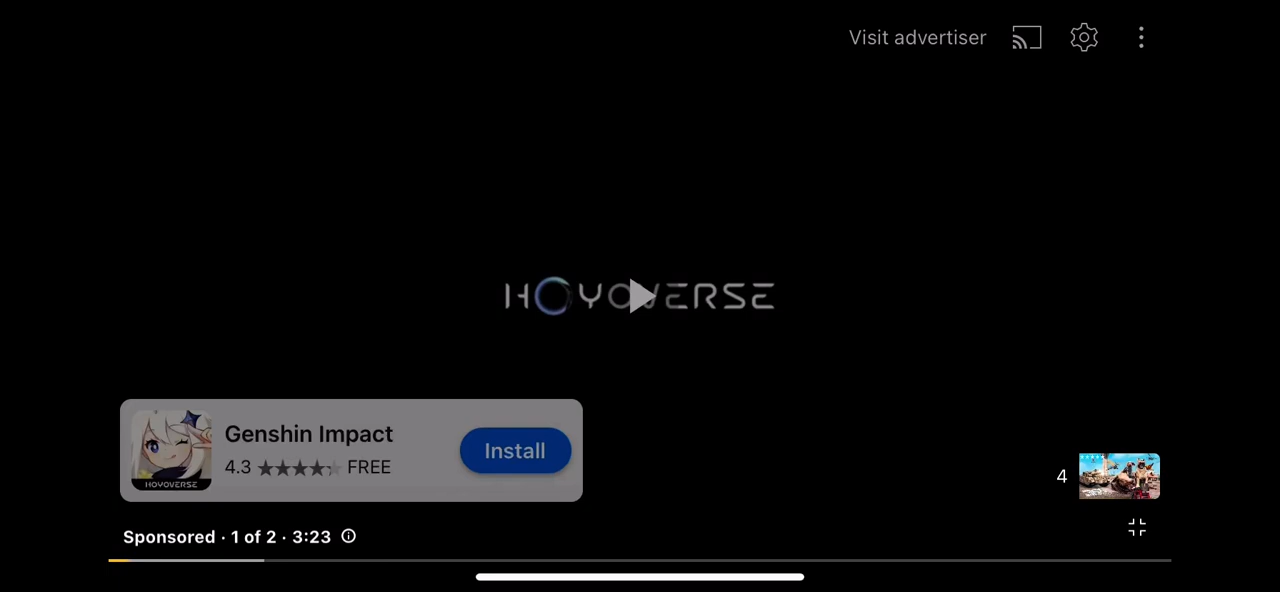 Visit advertiser
HOYOVERSE
Genshin Impact
4.3 ★★★★☆ FREE
Install
HOYOVERSE
4
Sponsored · 1 of 2 · 3:23